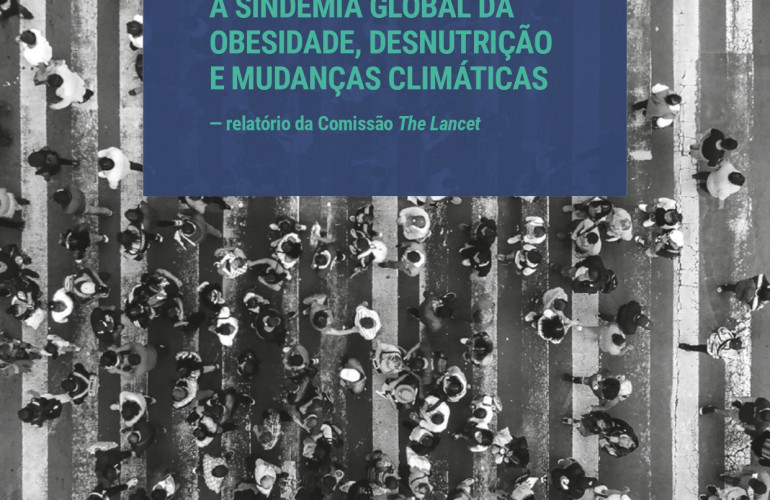 A SINDEMIA GLOBAL DA
OBESIDADE, DESNUTRIÇÃO
E MUDANÇAS CLIMÁTICAS
— relatório da Comissão The Lancet